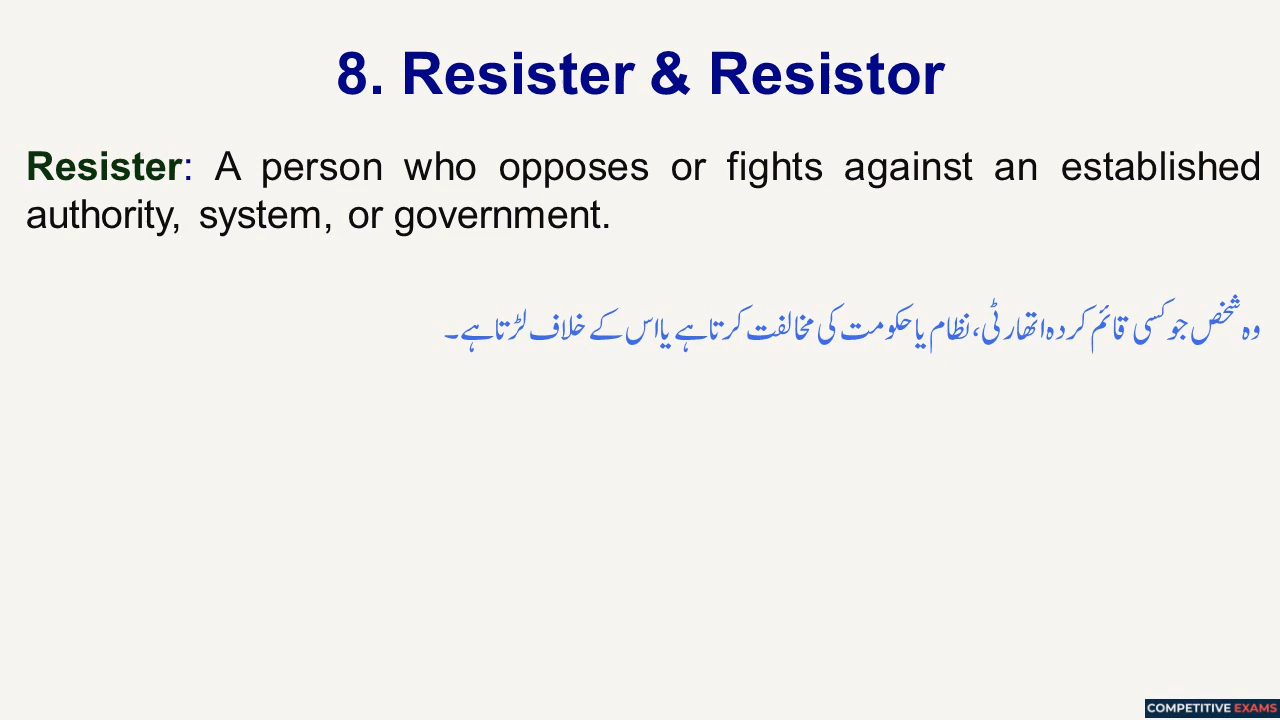 8. Resister & Resistor
Resister: A person who opposes or fights against an established
authority, system, or government.
وہ شخص جو کسی قائم کردہ اتھارٹی، نظام یا حکومت کی مخالفت کرتا ہے یا اس کے خلاف لڑتا ہے۔
COMPETITIVE EXAMS